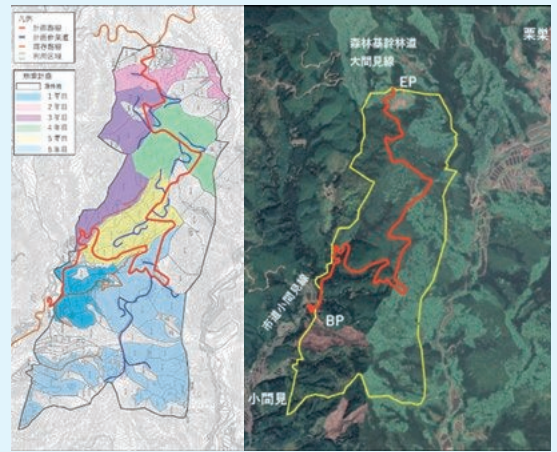 凡例
計画路線
計画作業道
既存路線
利用区域
施業計画
1年目
2年目
3年目
4年目
5年目
6年目
森林基幹林道
大間見線
EP
栗巣
市道小間見線
BP
小間見